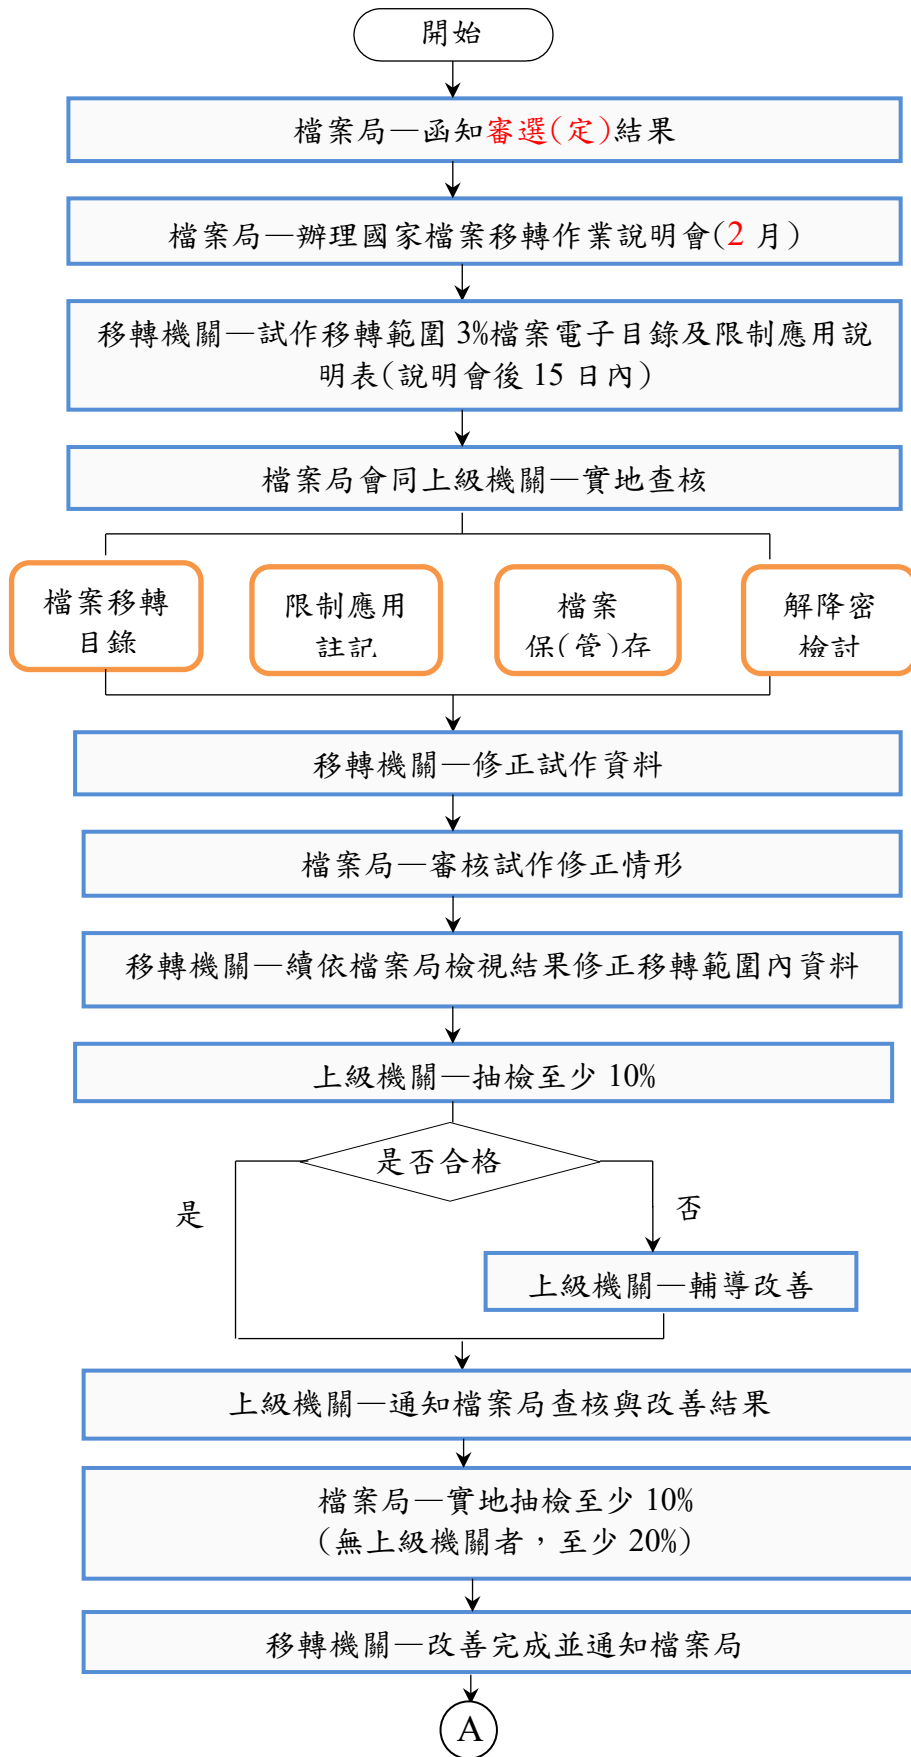 開始
檔案局—函知審選(定)結果
檔案局—辦理國家檔案移轉作業說明會(2 月)
移轉機關—試作移轉範圍 3%檔案電子目錄及限制應用說
明表(說明會後 15 日內)
檔案局會同上級機關—實地查核
檔案移轉
目錄
限制應用
註記
檔案
保(管)存
解降密
檢討
移轉機關—修正試作資料
檔案局—審核試作修正情形
移轉機關—續依檔案局檢視結果修正移轉範圍內資料
上級機關—抽檢至少 10%
是否合格
是
否
上級機關—輔導改善
上級機關—通知檔案局查核與改善結果
檔案局—實地抽檢至少 10%
(無上級機關者，至少 20%)
移轉機關—改善完成並通知檔案局
A